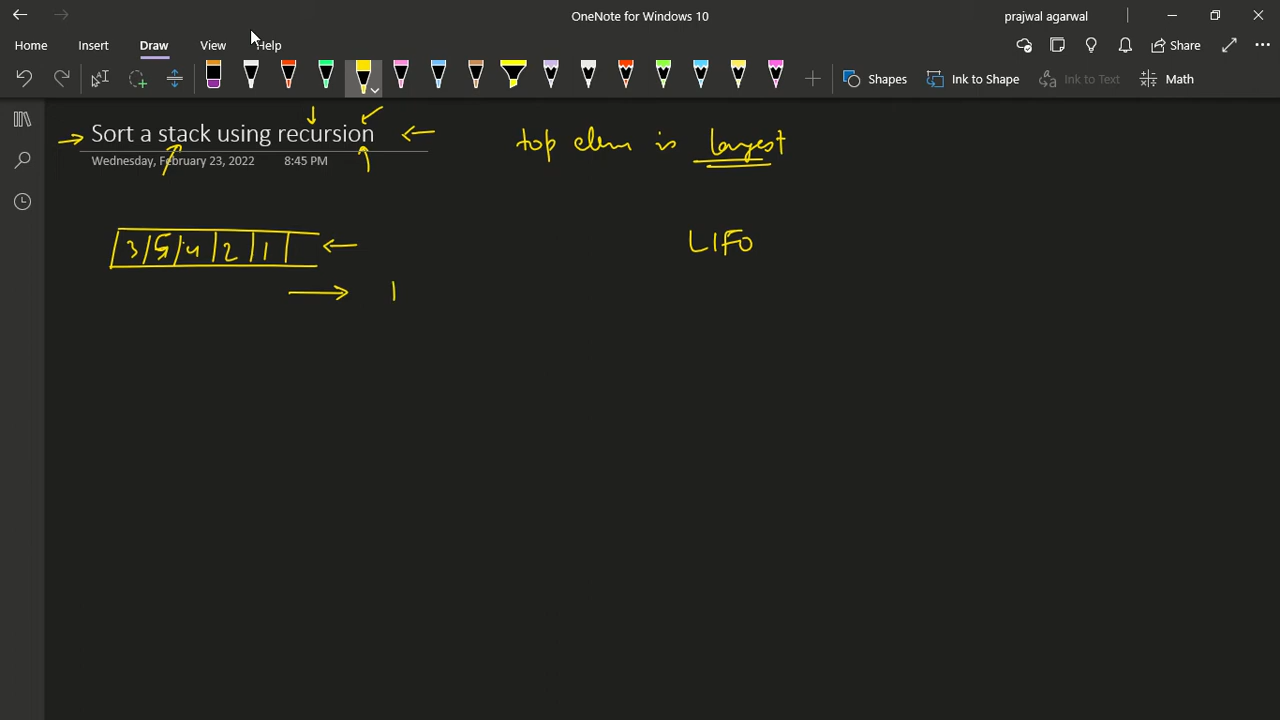 OneNote for Windows 10
prajwal agarwal
Home Insert Draw View Help
Share
Shapes Ink to Shape Ink to Text Math
Sort a stack using recursion
top elem is largest
Wednesday, February 23, 2022 8:45 PM
3 5 4 2 1
LIFO
1